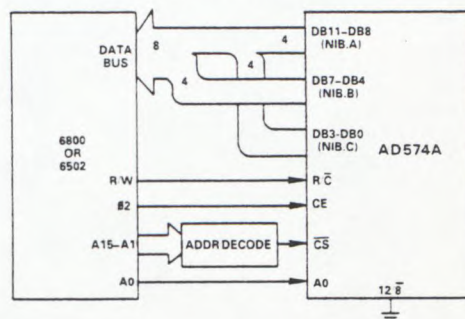 DATA
BUS
8
4
4
4
DB11–DB8
(NIB.A)
DB7–DB4
(NIB.B)
DB3-DB0
(NIB.C)
6800
OR
6502
AD574A
R/W
R/C̅
ø2
CE
A15–A1
ADDR DECODE
C̅S̅
A0
A0
12/8̅